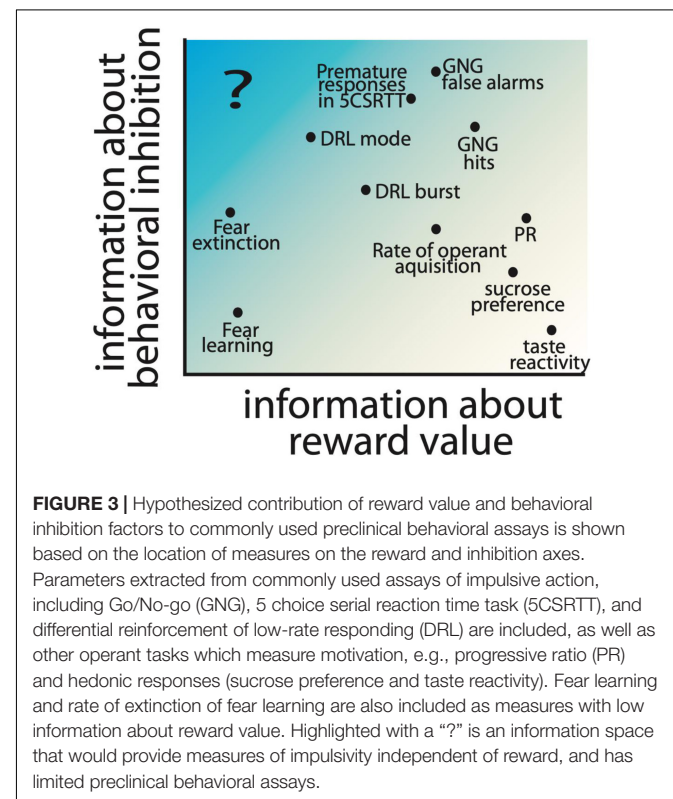 information about
behavioral inhibition
?
Premature
responses
in 5CSRTT
GNG
false alarms
DRL mode
GNG
hits
DRL burst
Fear
extinction
Rate of operant
aquisition
PR
sucrose
preference
Fear
learning
taste
reactivity
information about
reward value
FIGURE 3 | Hypothesized contribution of reward value and behavioral
inhibition factors to commonly used preclinical behavioral assays is shown
based on the location of measures on the reward and inhibition axes.
Parameters extracted from commonly used assays of impulsive action,
including Go/No-go (GNG), 5 choice serial reaction time task (5CSRTT), and
differential reinforcement of low-rate responding (DRL) are included, as well as
other operant tasks which measure motivation, e.g., progressive ratio (PR)
and hedonic responses (sucrose preference and taste reactivity). Fear learning
and rate of extinction of fear learning are also included as measures with low
information about reward value. Highlighted with a “?” is an information space
that would provide measures of impulsivity independent of reward, and has
limited preclinical behavioral assays.